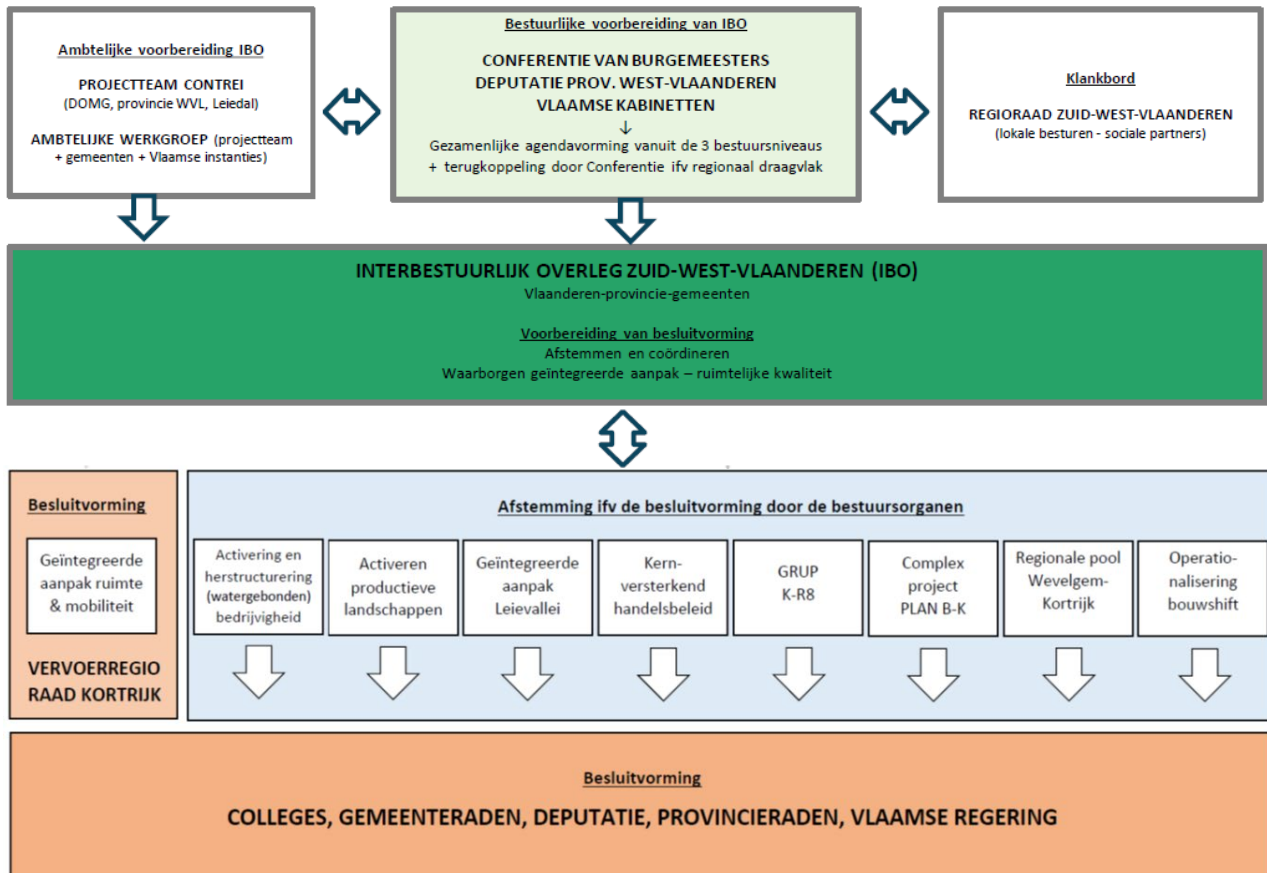 Ambtelijke voorbereiding IBO
PROJECTTEAM CONTREI
(DOMG, provincie WVL, Leiedal)
AMBTELIJKE WERKGROEP (projectteam
+ gemeenten + Vlaamse instanties)
Bestuurlijke voorbereiding van IBO
CONFERENTIE VAN BURGEMEESTERS
DEPUTATIE PROV. WEST-VLAANDEREN
VLAAMSE KABINETTEN
↓
Gezamenlijke agendavorming vanuit de 3 bestuursniveaus
+ terugkoppeling door Conferentie ifv regionaal draagvlak
Klankbord
REGIORAAD ZUID-WEST-VLAANDEREN
(lokale besturen - sociale partners)
INTERBESTUURLIJK OVERLEG ZUID-WEST-VLAANDEREN (IBO)
Vlaanderen-provincie-gemeenten
Voorbereiding van besluitvorming
Afstemmen en coördineren
Waarborgen geïntegreerde aanpak – ruimtelijke kwaliteit
Besluitvorming
Geïntegreerde
aanpak ruimte
& mobiliteit
VERVOERREGIO
RAAD KORTRIJK
Afstemming ifv de besluitvorming door de bestuursorganen
Activering en
herstructurering
(watergebonden)
bedrijvigheid
Activeren
productieve
landschappen
Geïntegreerde
aanpak
Leievallei
Kern-
versterkend
handelsbeleid
GRUP
K-R8
Complex
project
PLAN B-K
Regionale pool
Wevelgem-
Kortrijk
Operatio-
nalisering
bouwshift
Besluitvorming
COLLEGES, GEMEENTERADEN, DEPUTATIE, PROVINCIERADEN, VLAAMSE REGERING